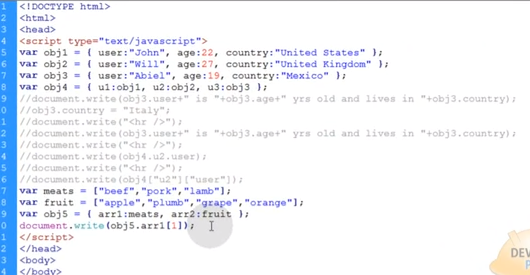 1 <!DOCTYPE html>
2 <html>
3 <head>
4 <script type="text/javascript">
5 var obj1 = { user:"John", age:22, country:"United States" };
6 var obj2 = { user:"Will", age:27, country:"United Kingdom" };
7 var obj3 = { user:"Abiel", age:19, country:"Mexico" };
8 var obj4 = { u1:obj1, u2:obj2, u3:obj3 };
9 //document.write(obj3.user+" is "+obj3.age+" yrs old and lives in "+obj3.country);
0 //obj3.country = "Italy";
1 //document.write("<hr />");
2 //document.write(obj3.user+" is "+obj3.age+" yrs old and lives in "+obj3.country);
3 //document.write("<hr />");
4 //document.write(obj4.u2.user);
5 //document.write("<hr />");
6 //document.write(obj4["u2"]["user"]);
7 var meats = ["beef","pork","lamb"];
8 var fruit = ["apple","plumb","grape","orange"];
9 var obj5 = { arr1:meats, arr2:fruit };
0 document.write(obj5.arr1[1]);
1 </script>
2 </head>
3 <body>
4 </body>
DEV